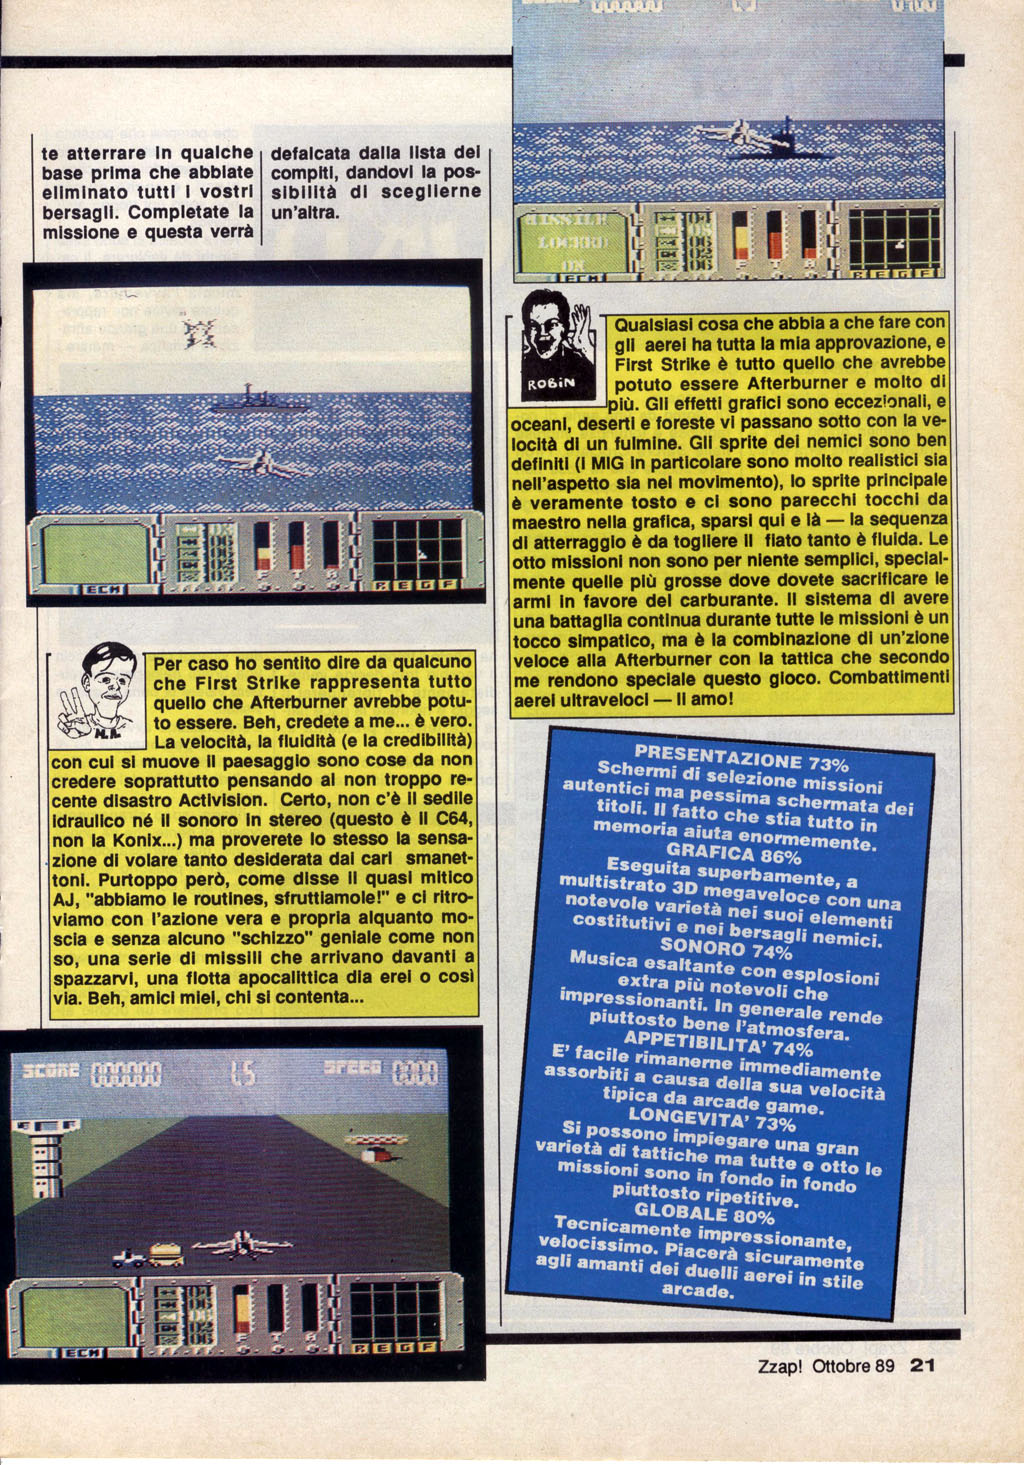 te atterrare in qualche
base prima che abbiate
eliminato tutti i vostri
bersagli. Completate la
missione e questa verrà
defalcata dalla lista dei
compiti, dandovi la pos-
sibilità di sceglierne
un'altra.
MISSILE
LOCKED
ON
ECM
F T A
R E G F
ECM
F T A
R E G F
M.A.
Per caso ho sentito dire da qualcuno
che First Strike rappresenta tutto
quello che Afterburner avrebbe potu-
to essere. Beh, credete a me... è vero.
La velocità, la fluidità (e la credibilità)
con cui si muove il paesaggio sono cose da non
credere soprattutto pensando al non troppo re-
cente disastro Activision. Certo, non c'è il sedile
idraulico né il sonoro in stereo (questo è il C64,
non la Konix...) ma proverete lo stesso la sensa-
zione di volare tanto desiderata dai cari smanet-
toni. Purtoppo però, come disse il quasi mitico
AJ, "abbiamo le routines, sfruttiamole!" e ci ritro-
viamo con l'azione vera e propria alquanto mo-
scia e senza alcuno "schizzo" geniale come non
so, una serie di missili che arrivano davanti a
spazzarvi, una flotta apocalittica dia erei o così
via. Beh, amici miei, chi si contenta...
SCORE 000000 1.5 SPEED 0000
ECM
F T A
R E G F
ROBIN
Qualsiasi cosa che abbia a che fare con
gli aerei ha tutta la mia approvazione, e
First Strike è tutto quello che avrebbe
potuto essere Afterburner e molto di
più. Gli effetti grafici sono eccezionali, e
oceani, deserti e foreste vi passano sotto con la ve-
locità di un fulmine. Gli sprite dei nemici sono ben
definiti (i MIG in particolare sono molto realistici sia
nell'aspetto sia nel movimento), lo sprite principale
è veramente tosto e ci sono parecchi tocchi da
maestro nella grafica, sparsi qui e là — la sequenza
di atterraggio è da togliere il fiato tanto è fluida. Le
otto missioni non sono per niente semplici, special-
mente quelle più grosse dove dovete sacrificare le
armi in favore del carburante. Il sistema di avere
una battaglia continua durante tutte le missioni è un
tocco simpatico, ma è la combinazione di un'zione
veloce alla Afterburner con la tattica che secondo
me rendono speciale questo gioco. Combattimenti
aerei ultraveloci — li amo!
PRESENTAZIONE 73%
Schermi di selezione missioni
autentici ma pessima schermata dei
titoli. Il fatto che stia tutto in
memoria aiuta enormemente.
GRAFICA 86%
Eseguita superbamente, a
multistrato 3D megaveloce con una
notevole varietà nei suoi elementi
costitutivi e nei bersagli nemici.
SONORO 74%
Musica esaltante con esplosioni
extra più notevoli che
impressionanti. In generale rende
piuttosto bene l'atmosfera.
APPETIBILITA' 74%
E' facile rimanerne immediamente
assorbiti a causa della sua velocità
tipica da arcade game.
LONGEVITA' 73%
Si possono impiegare una gran
varietà di tattiche ma tutte e otto le
missioni sono in fondo in fondo
piuttosto ripetitive.
GLOBALE 80%
Tecnicamente impressionante,
velocissimo. Piacerà sicuramente
agli amanti dei duelli aerei in stile
arcade.
Zzap! Ottobre 89 21